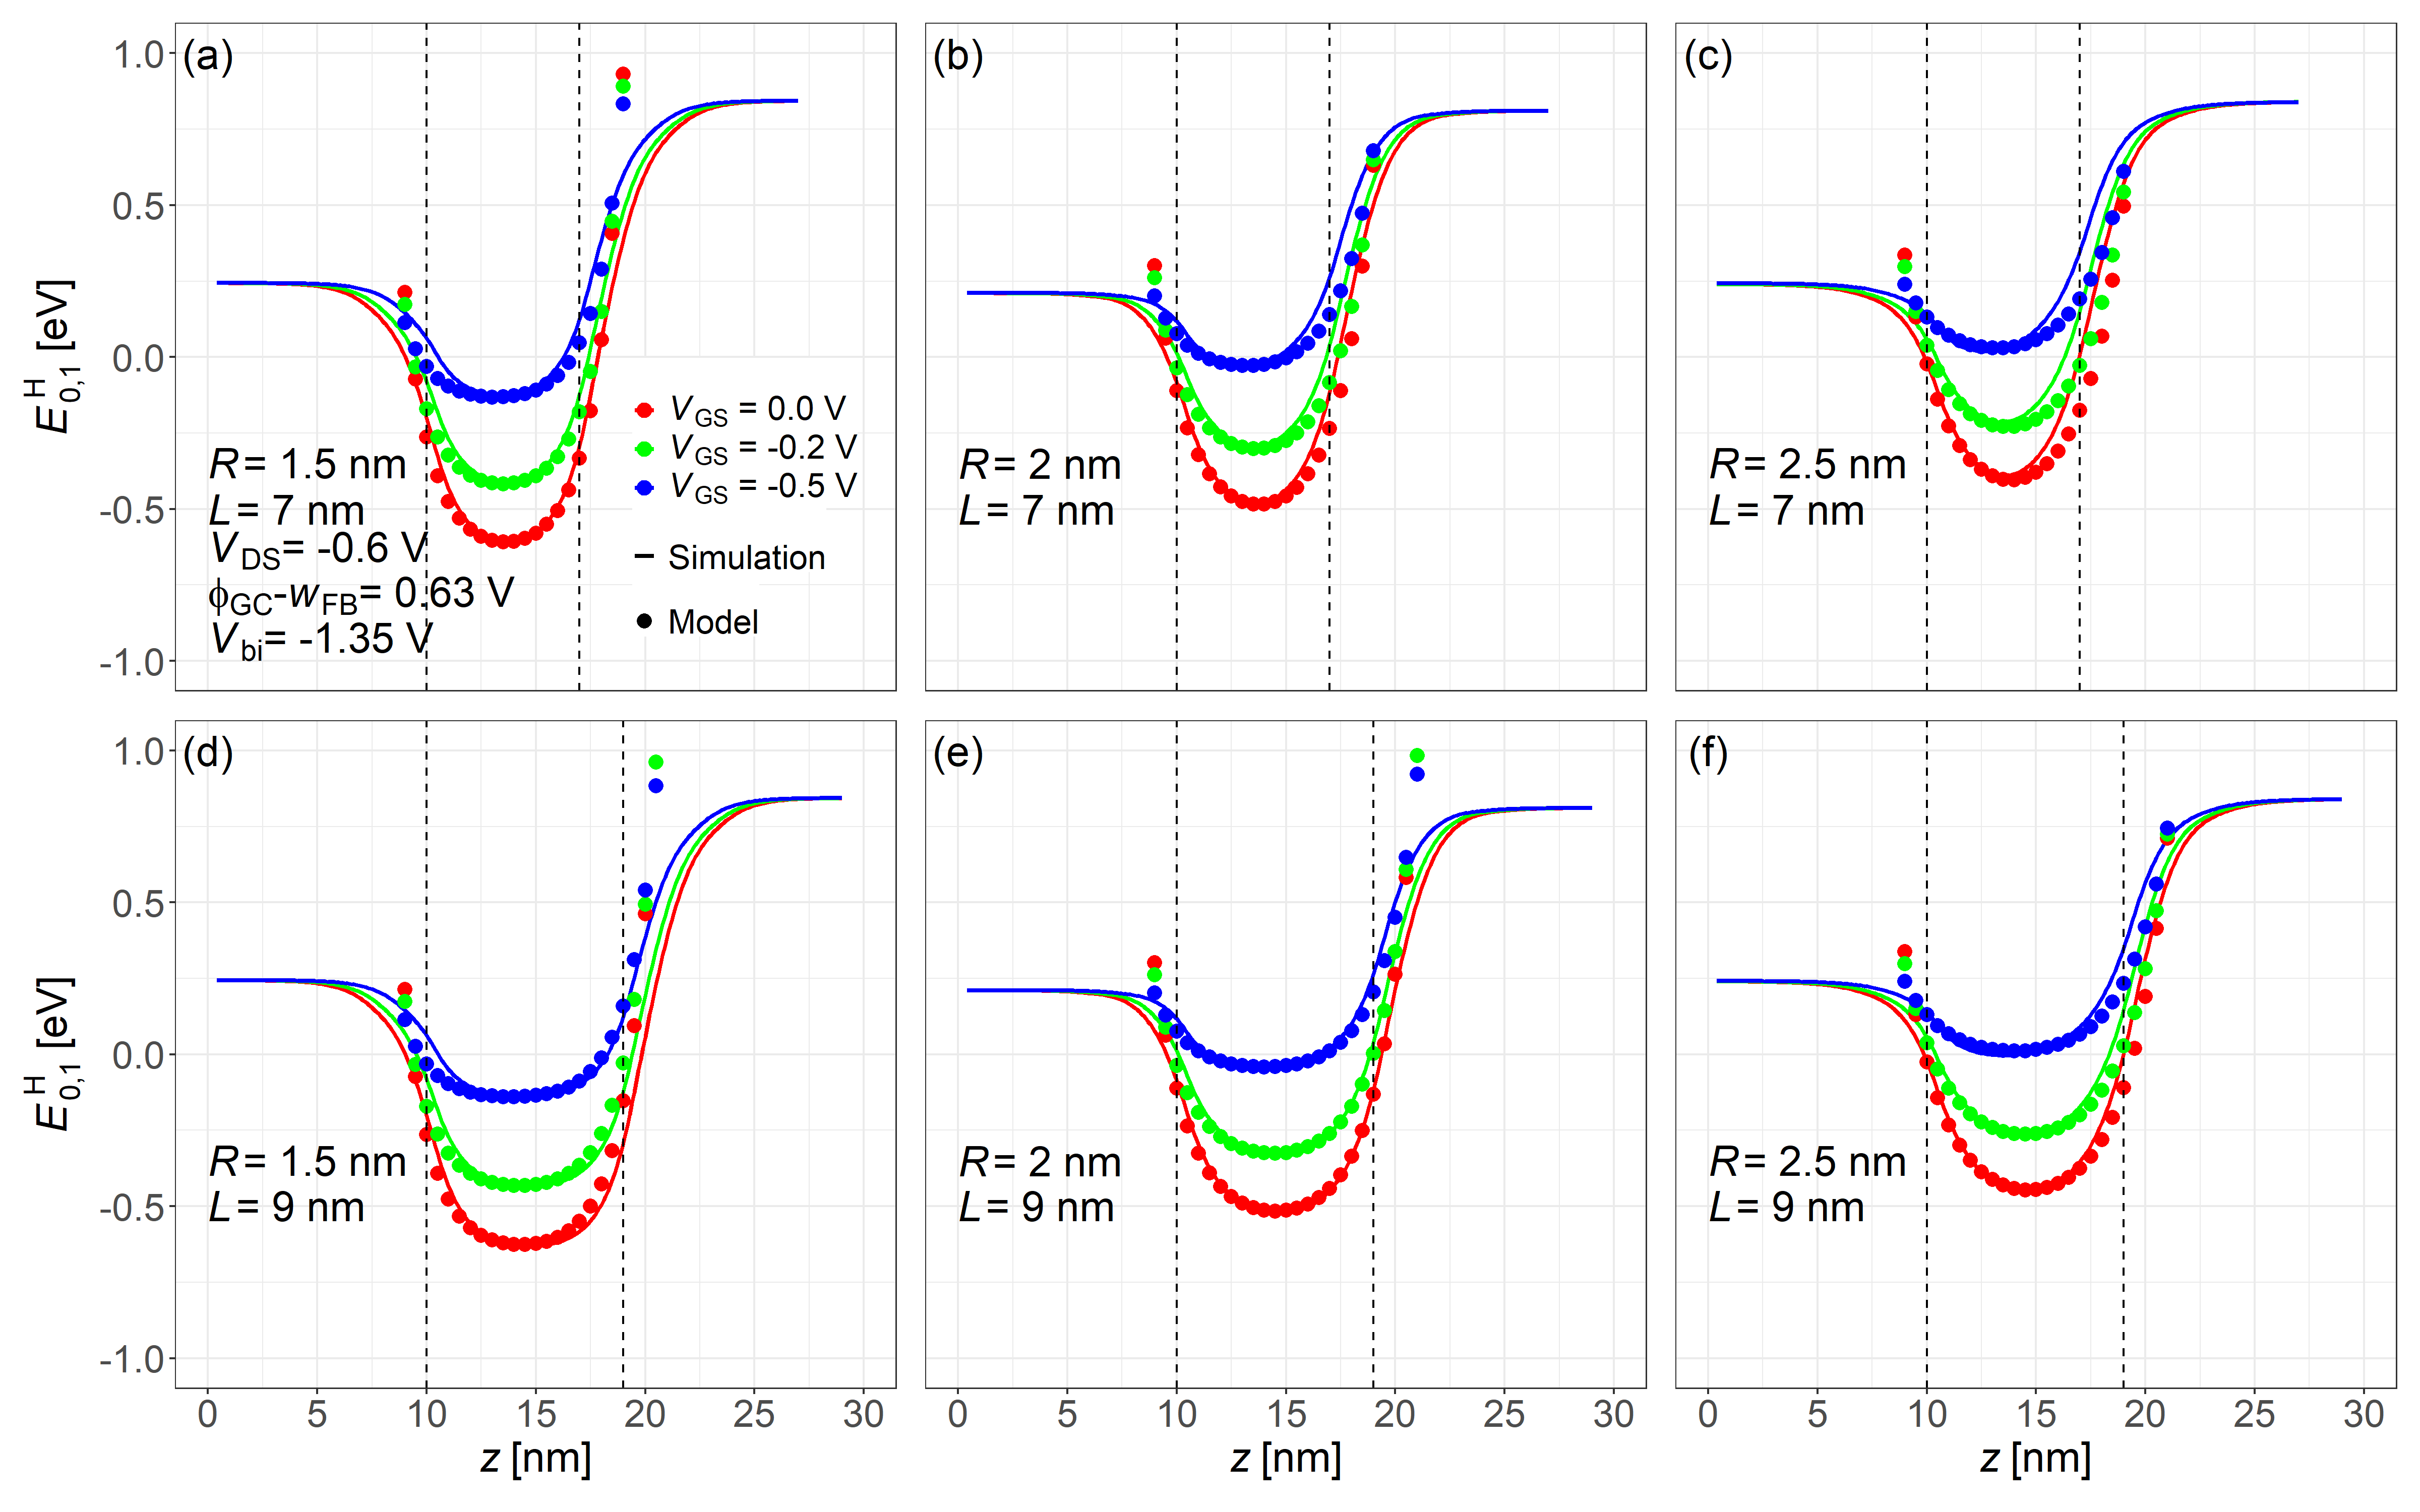 (a)
(b)
(c)
1.0
0.5
0.0
-0.5
-1.0
E^H_0,1 [eV]
R = 1.5 nm
L = 7 nm
V_DS = -0.6 V
ϕ_GC-w_FB = 0.63 V
V_bi = -1.35 V
V_GS = 0.0 V
V_GS = -0.2 V
V_GS = -0.5 V
Simulation
Model
R = 2 nm
L = 7 nm
R = 2.5 nm
L = 7 nm
(d)
(e)
(f)
1.0
0.5
0.0
-0.5
-1.0
E^H_0,1 [eV]
R = 1.5 nm
L = 9 nm
R = 2 nm
L = 9 nm
R = 2.5 nm
L = 9 nm
0 5 10 15 20 25 30
0 5 10 15 20 25 30
0 5 10 15 20 25 30
z [nm]
z [nm]
z [nm]